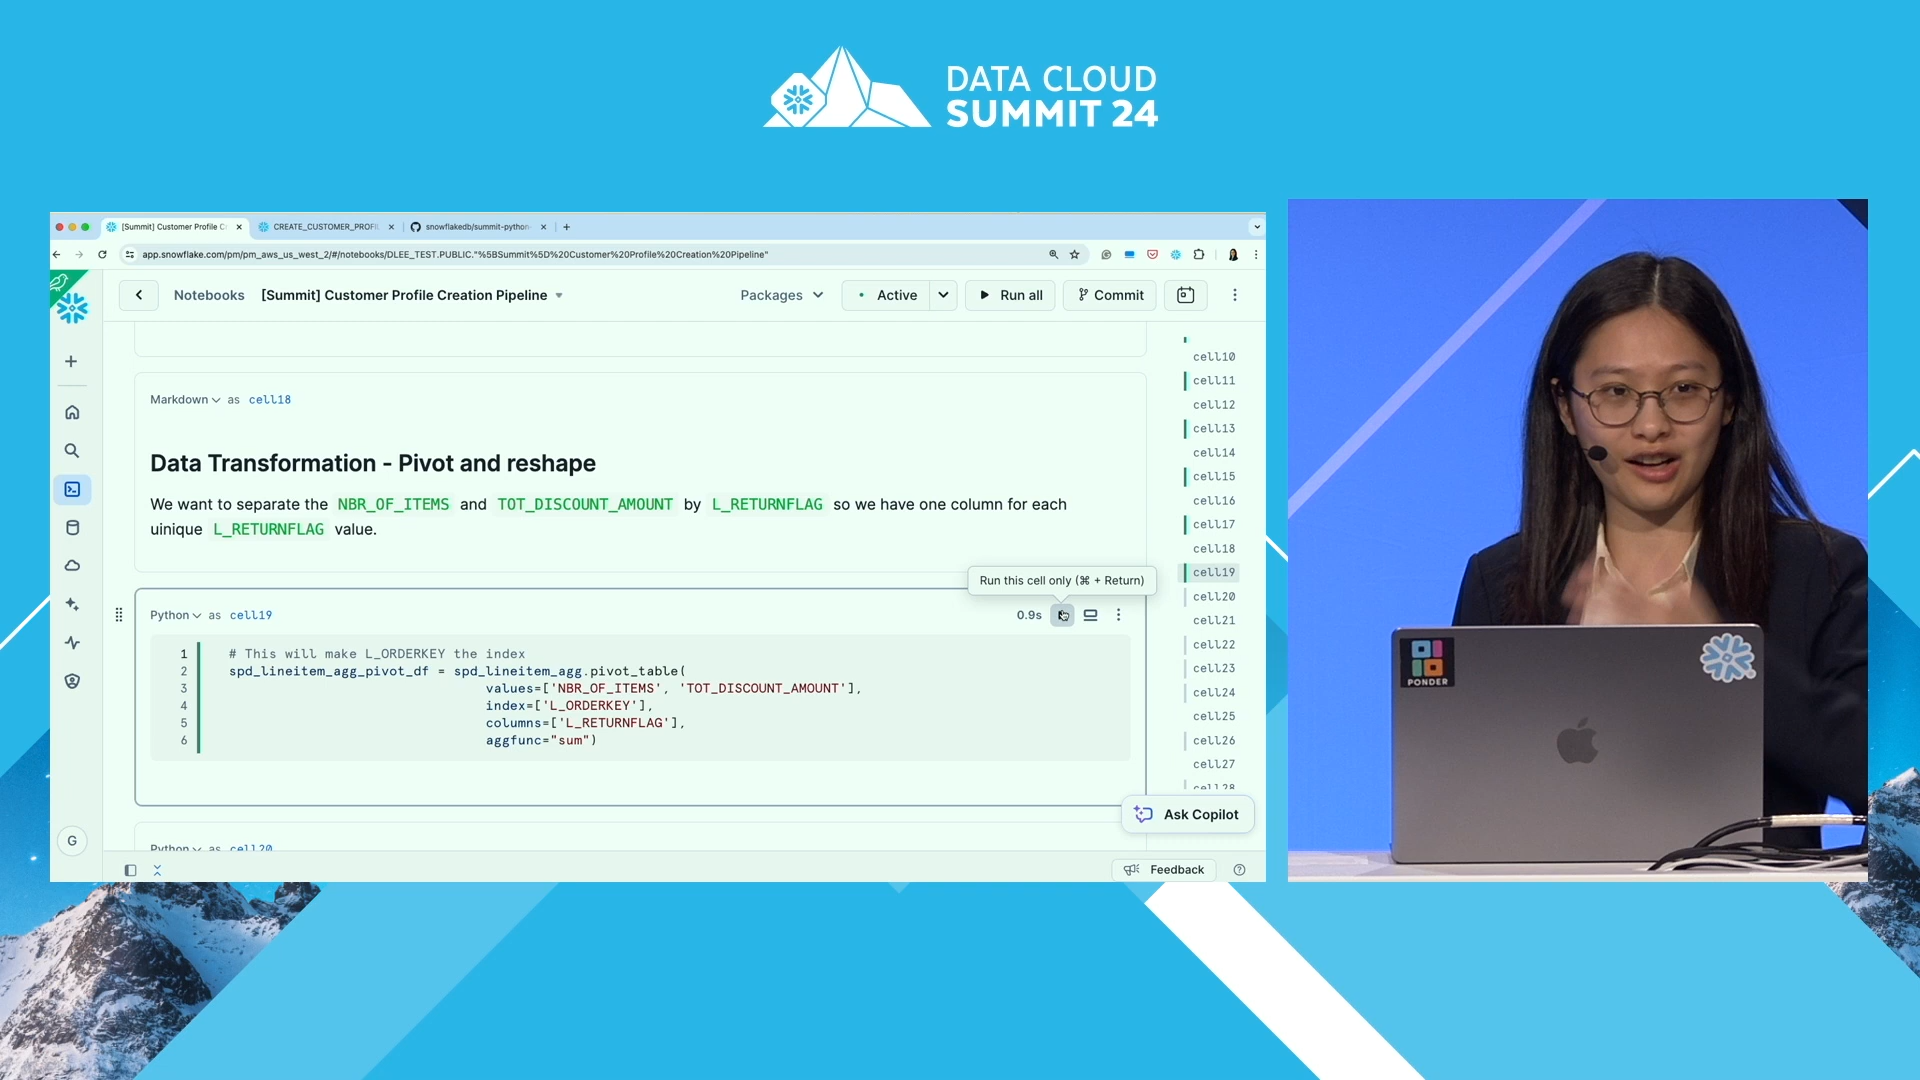 DATA CLOUD
SUMMIT 24
[Summit] Customer Profile C
CREATE_CUSTOMER_PROFI
snowflakedb/summit-python
app.snowflake.com/pm/pm_aws_us_west_2/#/notebooks/DLEE_TEST.PUBLIC."%5BSummit%5D%20Customer%20Profile%20Creation%20Pipeline"
Notebooks
[Summit] Customer Profile Creation Pipeline
Packages
Active
Run all
Commit
Markdown as cell18
Data Transformation - Pivot and reshape
We want to separate the NBR_OF_ITEMS and TOT_DISCOUNT_AMOUNT by L_RETURNFLAG so we have one column for each
uinique L_RETURNFLAG value.
Run this cell only (⌘ + Return)
Python as cell19
0.9s
1 # This will make L_ORDERKEY the index
2 spd_lineitem_agg_pivot_df = spd_lineitem_agg.pivot_table(
3 values=['NBR_OF_ITEMS', 'TOT_DISCOUNT_AMOUNT'],
4 index=['L_ORDERKEY'],
5 columns=['L_RETURNFLAG'],
6 aggfunc="sum")
Python as cell20
cell10
cell11
cell12
cell13
cell14
cell15
cell16
cell17
cell18
cell19
cell20
cell21
cell22
cell23
cell24
cell25
cell26
cell27
cell28
Ask Copilot
G
Feedback
PONDER